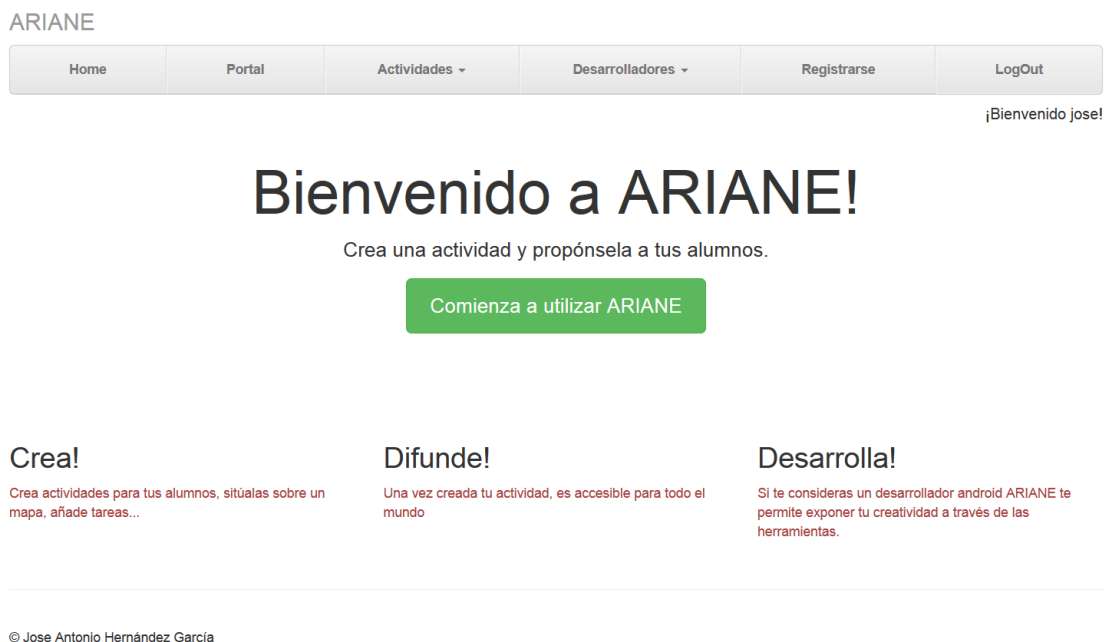 ARIANE
Home Portal Actividades Desarrolladores Registrarse LogOut
¡Bienvenido jose!
Bienvenido a ARIANE!
Crea una actividad y propónsela a tus alumnos.
Comienza a utilizar ARIANE
Crea!
Crea actividades para tus alumnos, sitúalas sobre un
mapa, añade tareas...
Difunde!
Una vez creada tu actividad, es accesible para todo el
mundo
Desarrolla!
Si te consideras un desarrollador android ARIANE te
permite exponer tu creatividad a través de las
herramientas.
© Jose Antonio Hernández García